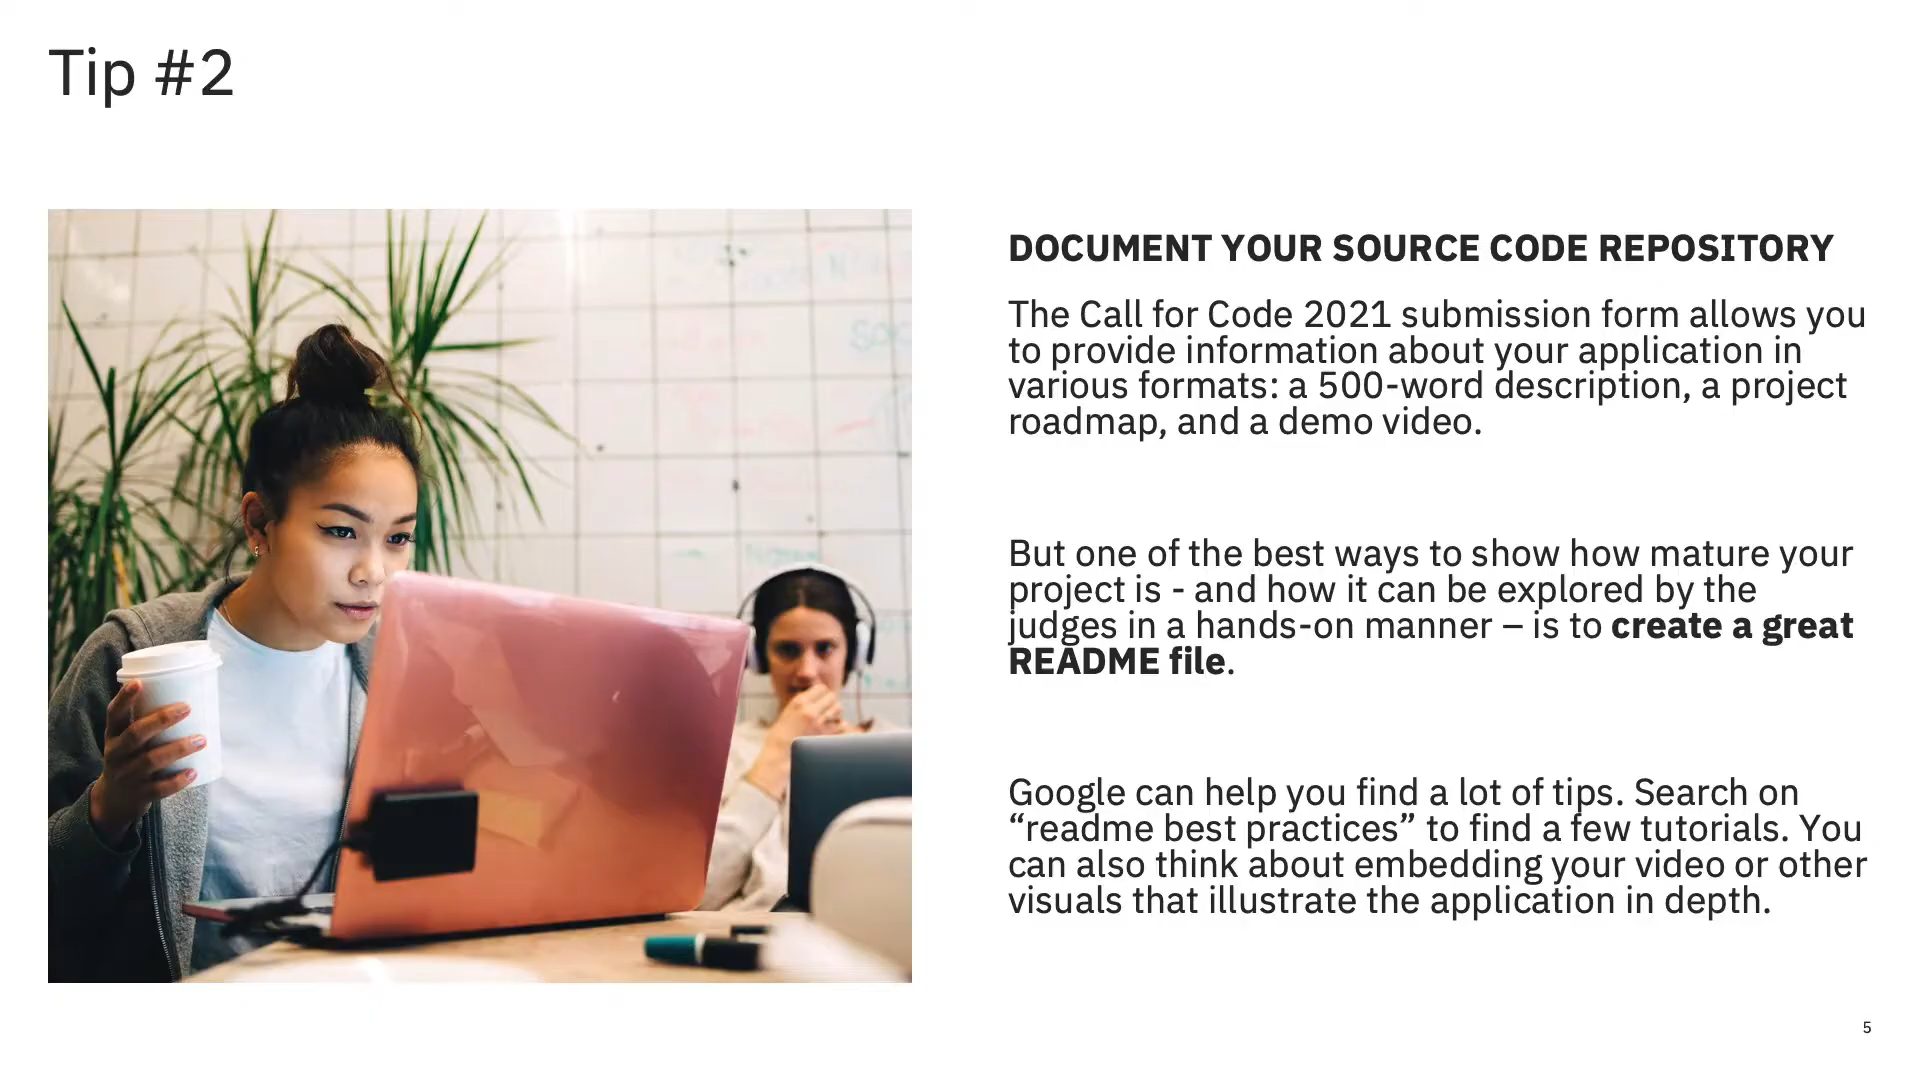 Tip #2
DOCUMENT YOUR SOURCE CODE REPOSITORY
The Call for Code 2021 submission form allows you
to provide information about your application in
various formats: a 500-word description, a project
roadmap, and a demo video.
But one of the best ways to show how mature your
project is - and how it can be explored by the
judges in a hands-on manner – is to create a great
README file.
Google can help you find a lot of tips. Search on
“readme best practices” to find a few tutorials. You
can also think about embedding your video or other
visuals that illustrate the application in depth.
5